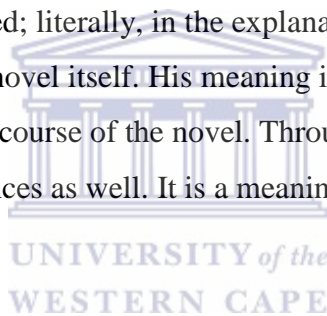 ed; literally, in the explana
novel itself. His meaning i
course of the novel. Throu
ces as well. It is a meanin
UNIVERSITY of the
WESTERN CAPE